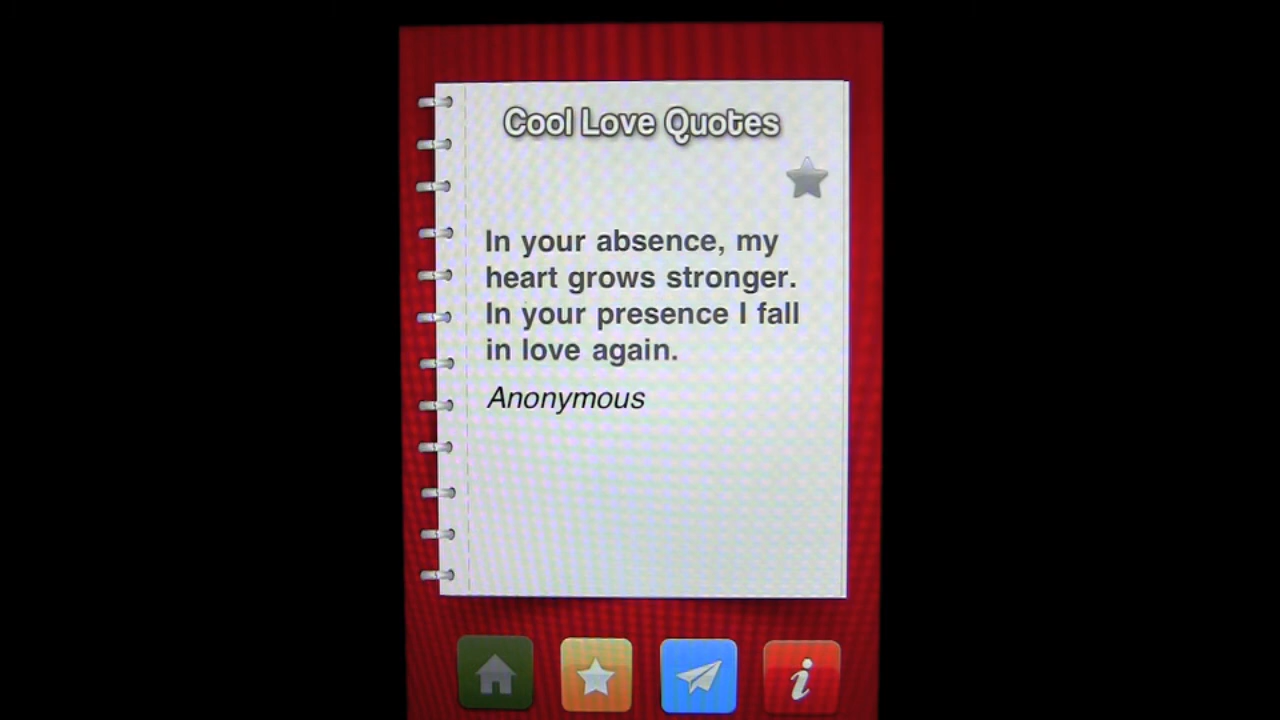 Cool Love Quotes
In your absence, my
heart grows stronger.
In your presence I fall
in love again.
Anonymous